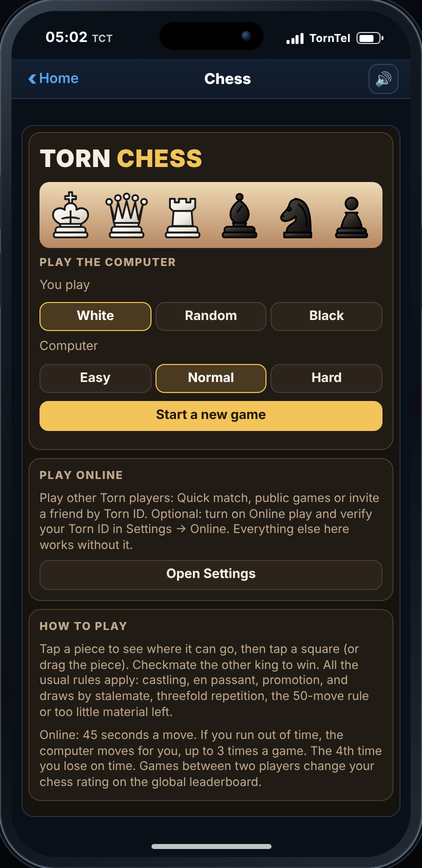 05:02 TCT
TornTel
Home
Chess
TORN CHESS
PLAY THE COMPUTER
You play
White
Random
Black
Computer
Easy
Normal
Hard
Start a new game
PLAY ONLINE
Play other Torn players: Quick match, public games or invite
a friend by Torn ID. Optional: turn on Online play and verify
your Torn ID in Settings → Online. Everything else here
works without it.
Open Settings
HOW TO PLAY
Tap a piece to see where it can go, then tap a square (or
drag the piece). Checkmate the other king to win. All the
usual rules apply: castling, en passant, promotion, and
draws by stalemate, threefold repetition, the 50-move rule
or too little material left.
Online: 45 seconds a move. If you run out of time, the
computer moves for you, up to 3 times a game. The 4th time
you lose on time. Games between two players change your
chess rating on the global leaderboard.